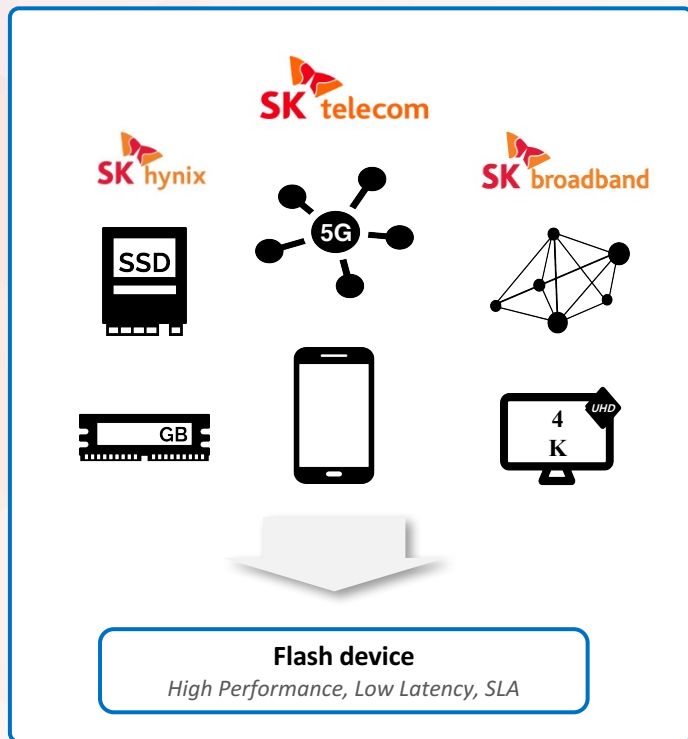 SK telecom
SK hynix
SK broadband
5G
SSD
GB
4
K
UHD
Flash device
High Performance, Low Latency, SLA